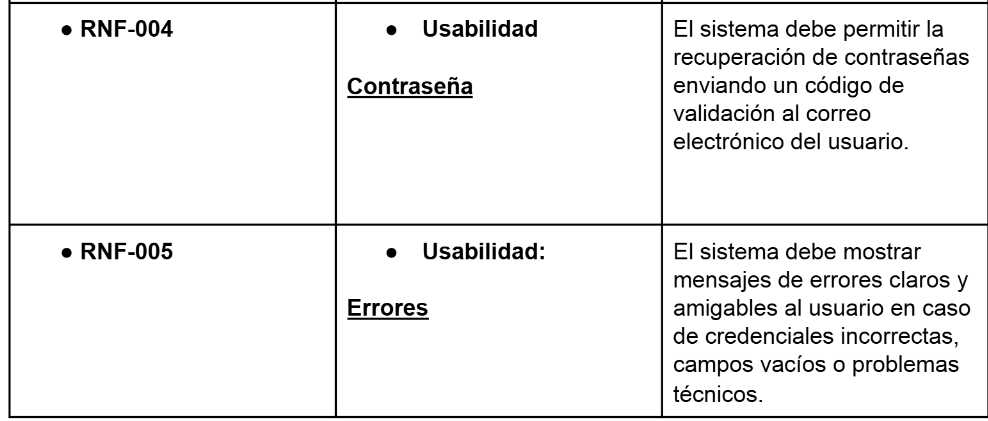 ● RNF-004
● Usabilidad
Contraseña
El sistema debe permitir la
recuperación de contraseñas
enviando un código de
validación al correo
electrónico del usuario.
● RNF-005
● Usabilidad:
Errores
El sistema debe mostrar
mensajes de errores claros y
amigables al usuario en caso
de credenciales incorrectas,
campos vacíos o problemas
técnicos.